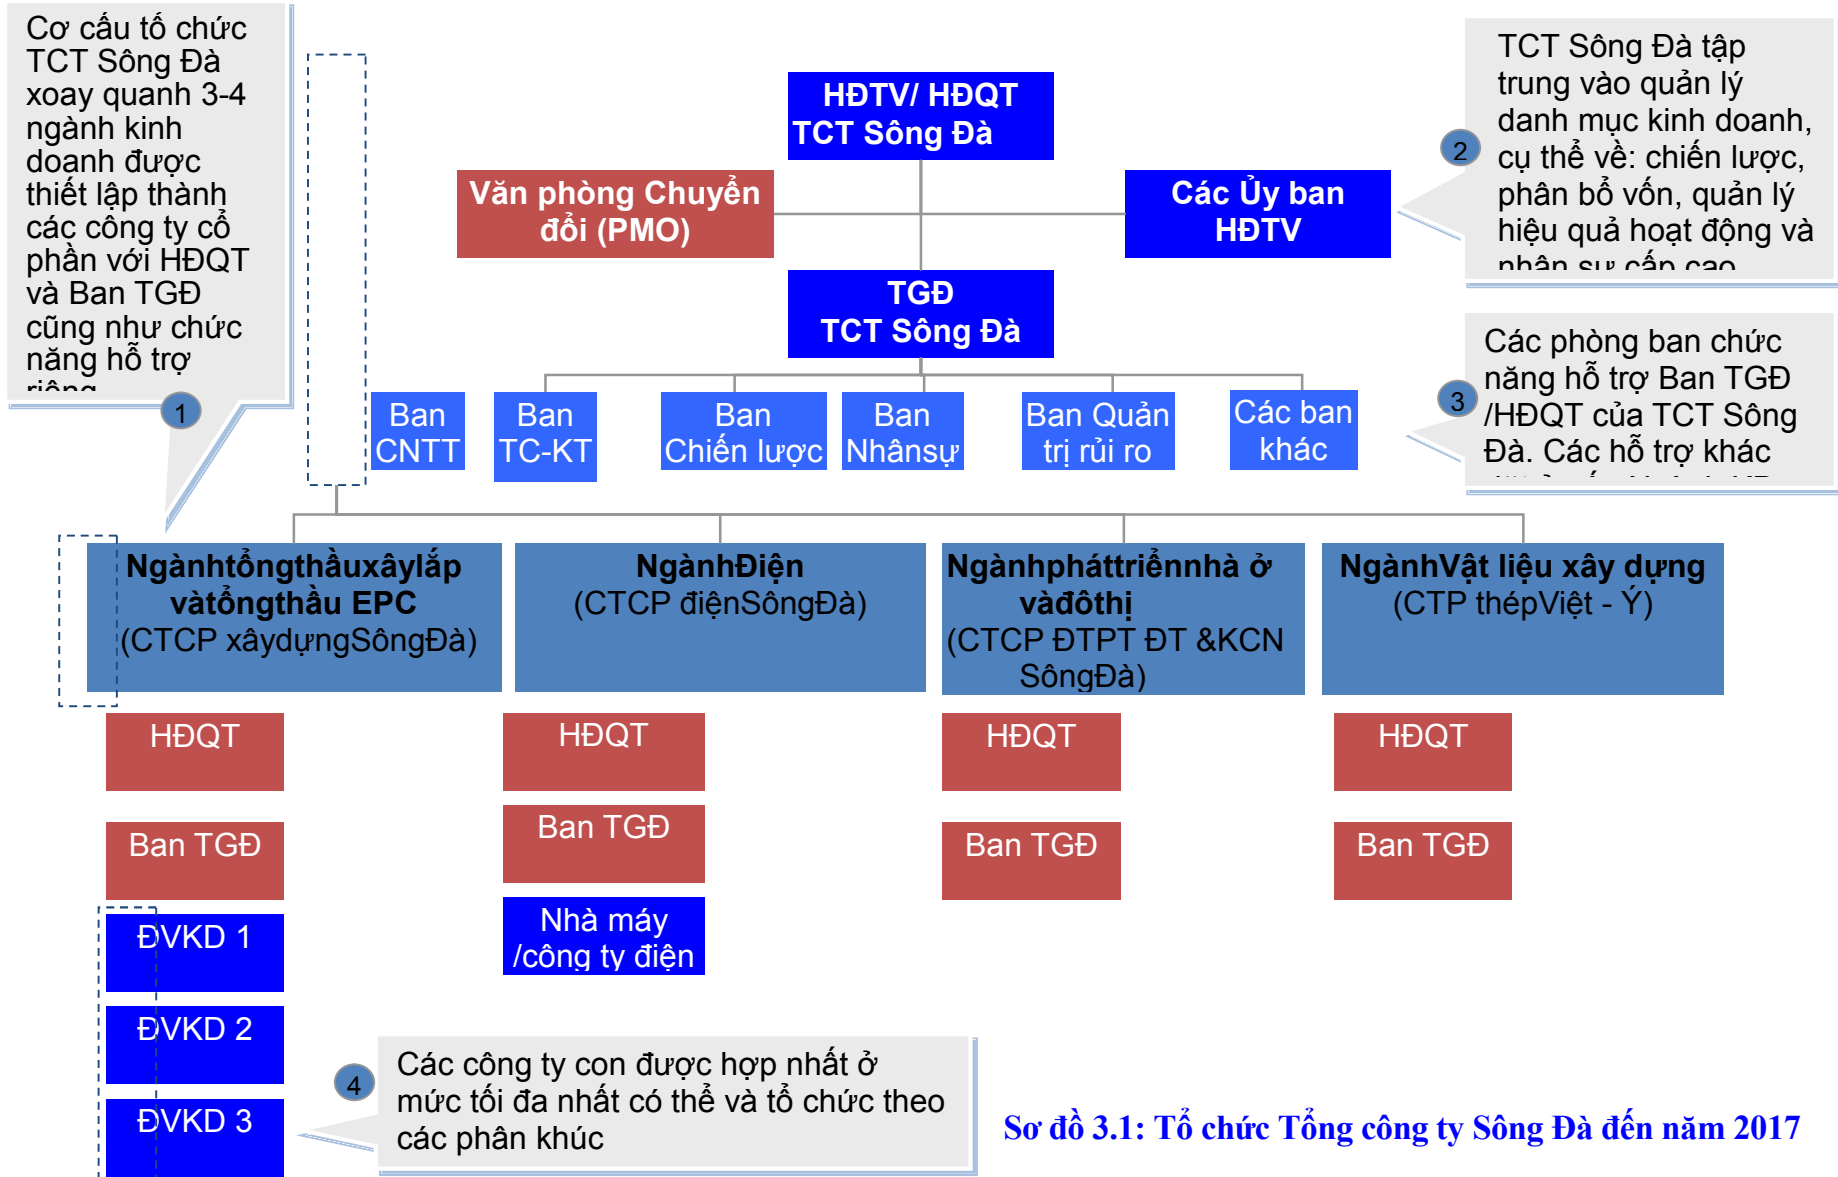 Cơ cấu tổ chức
TCT Sông Đà
xoay quanh 3-4
ngành kinh
doanh được
thiết lập thành
các công ty cổ
phần với HĐQT
và Ban TGĐ
cũng như chức
năng hỗ trợ
riêng
1
HĐTV/ HĐQT
TCT Sông Đà
TCT Sông Đà tập
trung vào quản lý
danh mục kinh doanh,
cụ thể về: chiến lược,
phân bổ vốn, quản lý
hiệu quả hoạt động và
nhân sự cấp cao
2
Văn phòng Chuyển
đổi (PMO)
Các Ủy ban
HĐTV
TGĐ
TCT Sông Đà
Các phòng ban chức
năng hỗ trợ Ban TGĐ
/HĐQT của TCT Sông
Đà. Các hỗ trợ khác
3
Ban
CNTT
Ban
TC-KT
Ban
Chiến lược
Ban
Nhânsự
Ban Quản
trị rủi ro
Các ban
khác
Ngànhtổngthầuxâylắp
vàtổngthầu EPC
(CTCP xâydựngSôngĐà)
NgànhĐiện
(CTCP điệnSôngĐà)
Ngànhpháttriểnnhà ở
vàđôthị
(CTCP ĐTPT ĐT &KCN
SôngĐà)
NgànhVật liệu xây dựng
(CTP thépViệt - Ý)
HĐQT
HĐQT
HĐQT
HĐQT
Ban TGĐ
Ban TGĐ
Ban TGĐ
Ban TGĐ
ĐVKD 1
Nhà máy
/công ty điện
ĐVKD 2
ĐVKD 3
4
Các công ty con được hợp nhất ở
mức tối đa nhất có thể và tổ chức theo
các phân khúc
Sơ đồ 3.1: Tổ chức Tổng công ty Sông Đà đến năm 2017